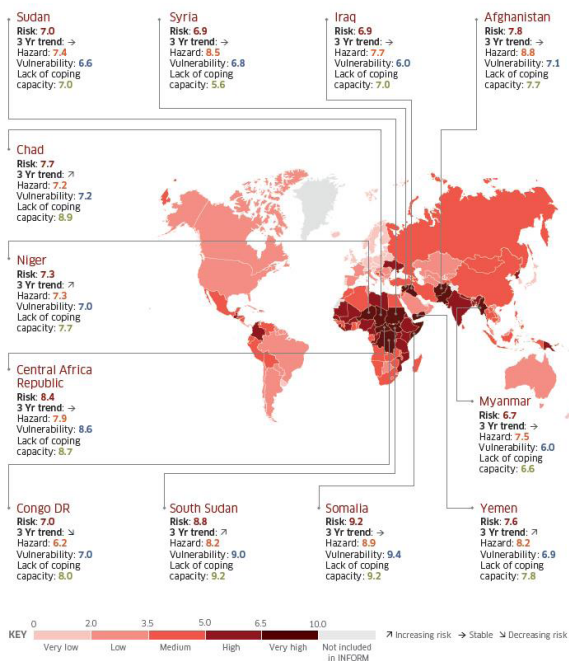 Sudan
Risk: 7.0
3 Yr trend: →
Hazard: 7.4
Vulnerability: 6.6
Lack of coping
capacity: 7.0
Syria
Risk: 6.9
3 Yr trend: →
Hazard: 8.5
Vulnerability: 6.8
Lack of coping
capacity: 5.6
Iraq
Risk: 6.9
3 Yr trend: →
Hazard: 7.7
Vulnerability: 6.0
Lack of coping
capacity: 7.0
Afghanistan
Risk: 7.8
3 Yr trend: →
Hazard: 8.8
Vulnerability: 7.1
Lack of coping
capacity: 7.7
Chad
Risk: 7.7
3 Yr trend: ↗
Hazard: 7.2
Vulnerability: 7.2
Lack of coping
capacity: 8.9
Niger
Risk: 7.3
3 Yr trend: ↗
Hazard: 7.3
Vulnerability: 7.0
Lack of coping
capacity: 7.7
Central Africa
Republic
Risk: 8.4
3 Yr trend: →
Hazard: 7.9
Vulnerability: 8.6
Lack of coping
capacity: 8.7
Myanmar
Risk: 6.7
3 Yr trend: →
Hazard: 7.5
Vulnerability: 6.0
Lack of coping
capacity: 6.6
Congo DR
Risk: 7.0
3 Yr trend: ↘
Hazard: 6.2
Vulnerability: 7.0
Lack of coping
capacity: 8.0
South Sudan
Risk: 8.8
3 Yr trend: ↗
Hazard: 8.2
Vulnerability: 9.0
Lack of coping
capacity: 9.2
Somalia
Risk: 9.2
3 Yr trend: →
Hazard: 8.9
Vulnerability: 9.4
Lack of coping
capacity: 9.2
Yemen
Risk: 7.6
3 Yr trend: ↗
Hazard: 8.2
Vulnerability: 6.9
Lack of coping
capacity: 7.8
0 2.0 3.5 5.0 6.5 10.0
KEY ↗ Increasing risk → Stable ↘ Decreasing risk
Very low Low Medium High Very high Not included
in INFORM